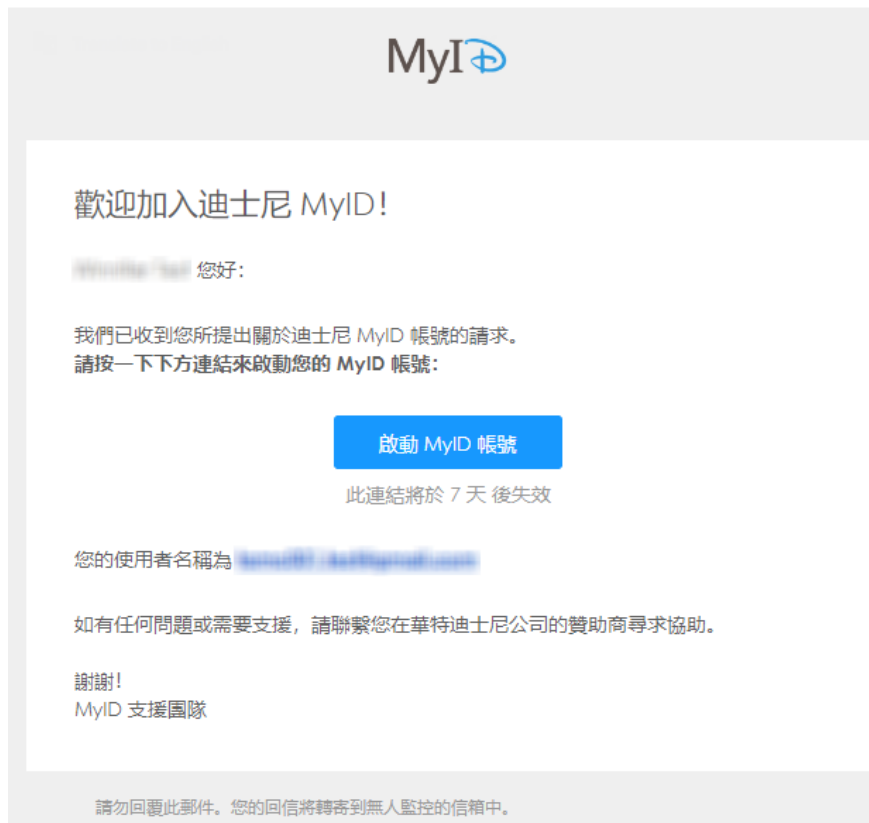 MyID
歡迎加入迪士尼 MyID!
您好:
我們已收到您所提出關於迪士尼 MyID 帳號的請求。
請按一下下方連結來啟動您的 MyID 帳號:
啟動 MyID 帳號
此連結將於 7 天 後失效
您的使用者名稱為
如有任何問題或需要支援，請聯繫您在華特迪士尼公司的贊助商尋求協助。
謝謝!
MyID 支援團隊
請勿回覆此郵件。您的回信將轉寄到無人監控的信箱中。